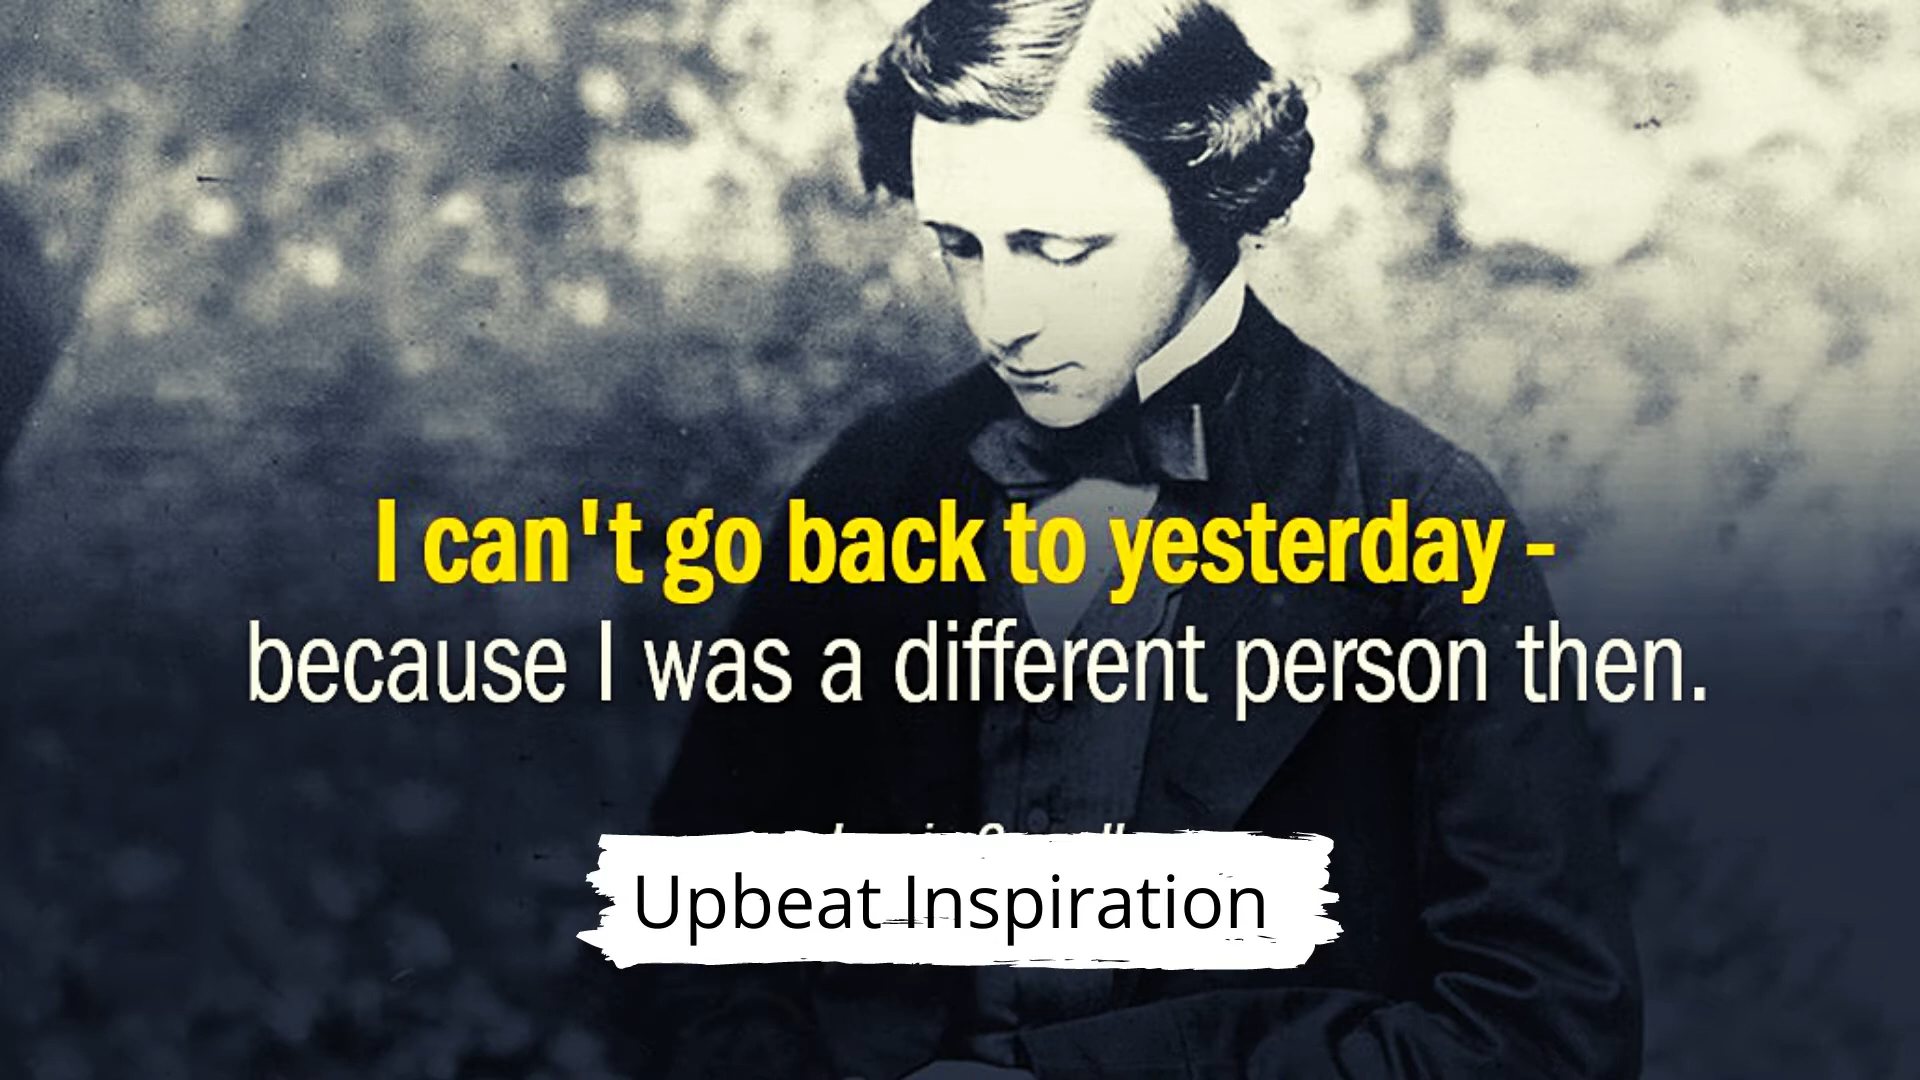 I can't go back to yesterday -
because I was a different person then.
Upbeat Inspiration